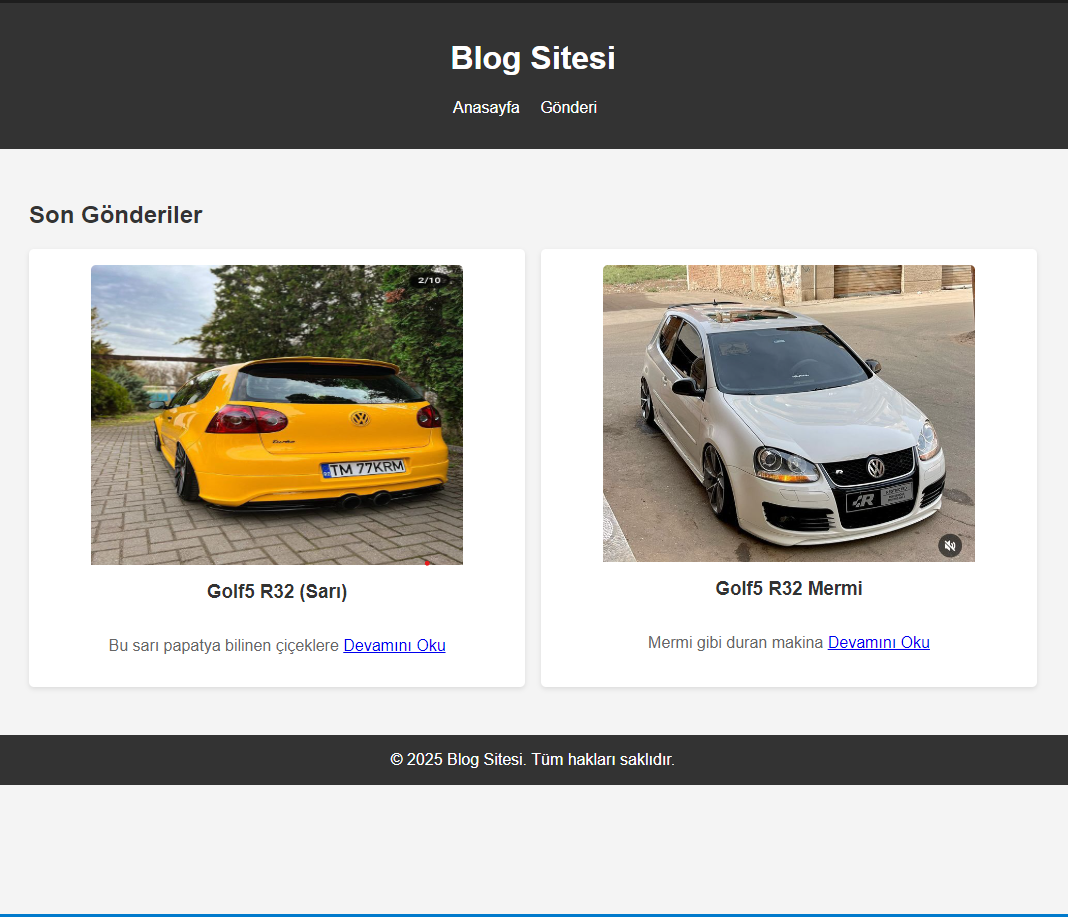 Blog Sitesi
Anasayfa Gönderi
Son Gönderiler
2/10
Turbo
TM 77KRM
Golf5 R32 (Sarı)
Bu sarı papatya bilinen çiçeklere Devamını Oku
R
Golf5 R32 Mermi
Mermi gibi duran makina Devamını Oku
© 2025 Blog Sitesi. Tüm hakları saklıdır.